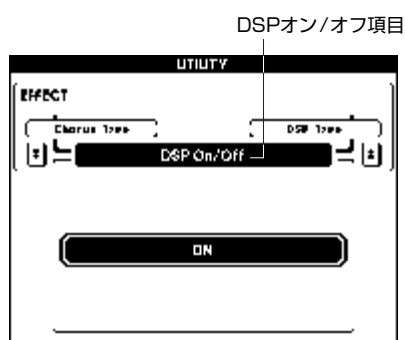 DSPオン/オフ項目
UTILITY
EFFECT
Chorus Type DSP Type
DSP On/Off
ON